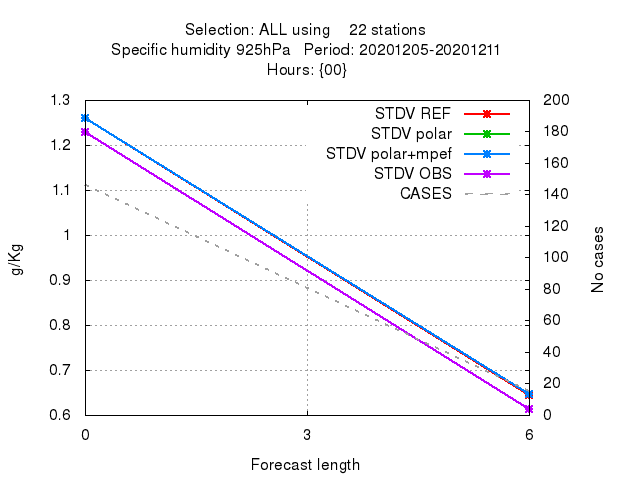 Selection: ALL using    22 stations
Specific humidity 925hPa   Period: 20201205-20201211
Hours: {00}
1.3
1.2
1.1
1
0.9
0.8
0.7
0.6
g/Kg
STDV REF
STDV polar
STDV polar+mpef
STDV OBS
CASES
200
180
160
140
120
100
80
60
40
20
0
No cases
0 3 6
Forecast length